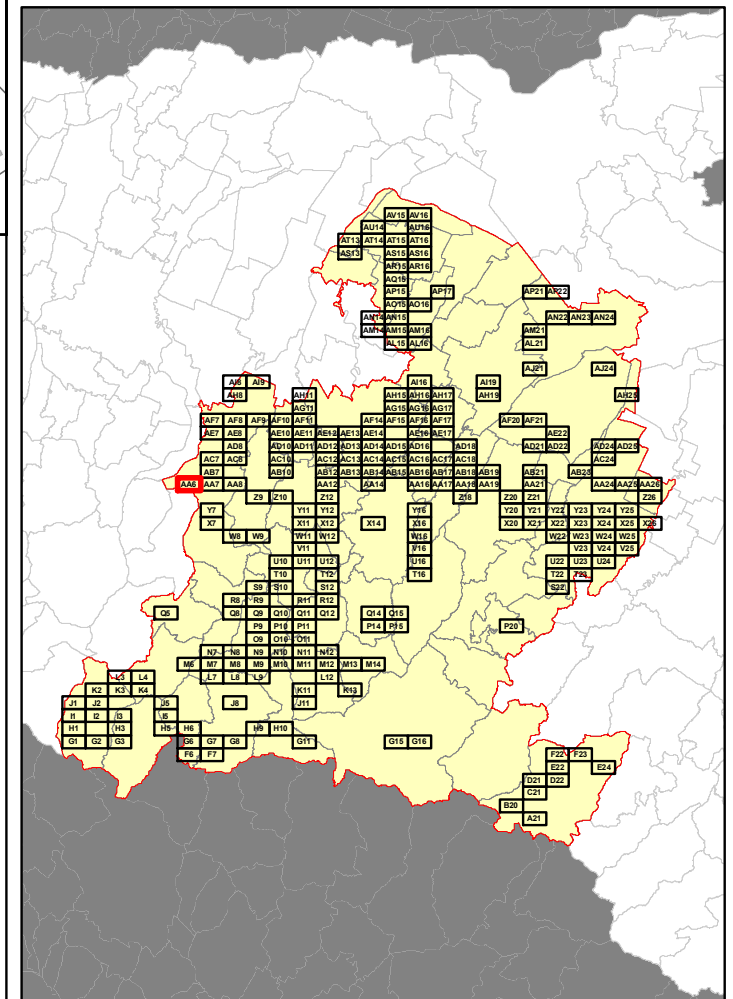 AV15 AV16
AU14 AU16
AT13 AT14 AT15 AT16
AS13 AS15 AS16
AR15 AR16
AQ15
AP15 AP17 AP21 AP22
AO15 AO16
AN14 AN15 AN22 AN23 AN24
AM14 AM15 AM16 AM21
AL15 AL16 AL21
AJ21 AJ24
AI8 AI9 AI16 AI19
AH8 AH11 AH15 AH16 AH17 AH19 AH25
AG11 AG15 AG16 AG17
AF7 AF8 AF9 AF10 AF11 AF14 AF15 AF16 AF17 AF20 AF21
AE7 AE8 AE10 AE11 AE12 AE13 AE14 AE16 AE17 AE22
AD8 AD10 AD11 AD12 AD13 AD14 AD15 AD16 AD18 AD21 AD22 AD24 AD25
AC7 AC8 AC10 AC12 AC13 AC14 AC15 AC16 AC17 AC18 AC24
AB7 AB10 AB12 AB13 AB14 AB15 AB16 AB17 AB18 AB19 AB21 AB23
AA6 AA7 AA8 AA12 AA14 AA16 AA17 AA18 AA19 AA21 AA24 AA25 AA26
Z9 Z10 Z12 Z18 Z20 Z21 Z26
Y7 Y11 Y12 Y16 Y20 Y21 Y22 Y23 Y24 Y25
X7 X11 X12 X14 X16 X20 X21 X22 X23 X24 X25 X26
W8 W9 W11 W12 W16 W22 W23 W24 W25
V11 V16 V23 V24 V25
U10 U11 U12 U16 U22 U23 U24
T10 T12 T16 T22 T23
S9 S10 S12 S22
R8 R9 R11 R12
Q5 Q8 Q9 Q10 Q11 Q12 Q14 Q15
P9 P10 P11 P14 P15 P20
O9 O10 O11
N7 N8 N9 N10 N11 N12
M6 M7 M8 M9 M10 M11 M12 M13 M14
L3 L4 L7 L8 L9 L12
K2 K3 K4 K11 K13
J1 J2 J5 J8 J11
I1 I2 I3 I5
H1 H3 H5 H6 H9 H10
G1 G2 G3 G6 G7 G8 G11 G15 G16
F6 F7 F22 F23
E22 E24
D21 D22
C21
B20
A21